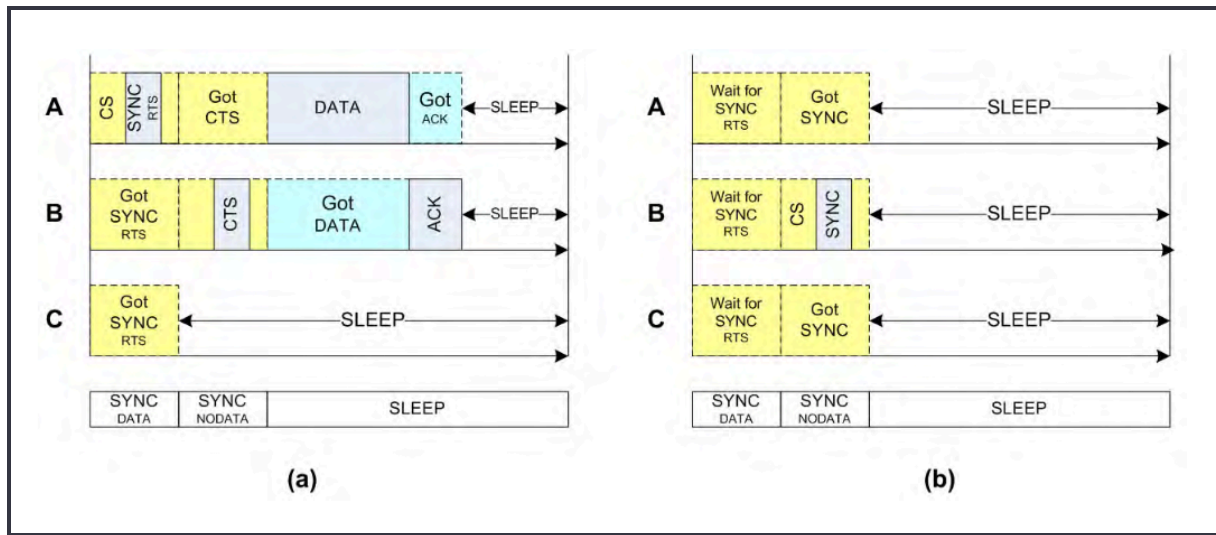 A
CS
SYNC
RTS
Got
CTS
DATA
Got
ACK
SLEEP
B
Got
SYNC
RTS
CTS
Got
DATA
ACK
SLEEP
C
Got
SYNC
RTS
SLEEP
SYNC
DATA
SYNC
NODATA
SLEEP
(a)
A
Wait for
SYNC
RTS
Got
SYNC
SLEEP
B
Wait for
SYNC
RTS
CS
SYNC
SLEEP
C
Wait for
SYNC
RTS
Got
SYNC
SLEEP
SYNC
DATA
SYNC
NODATA
SLEEP
(b)